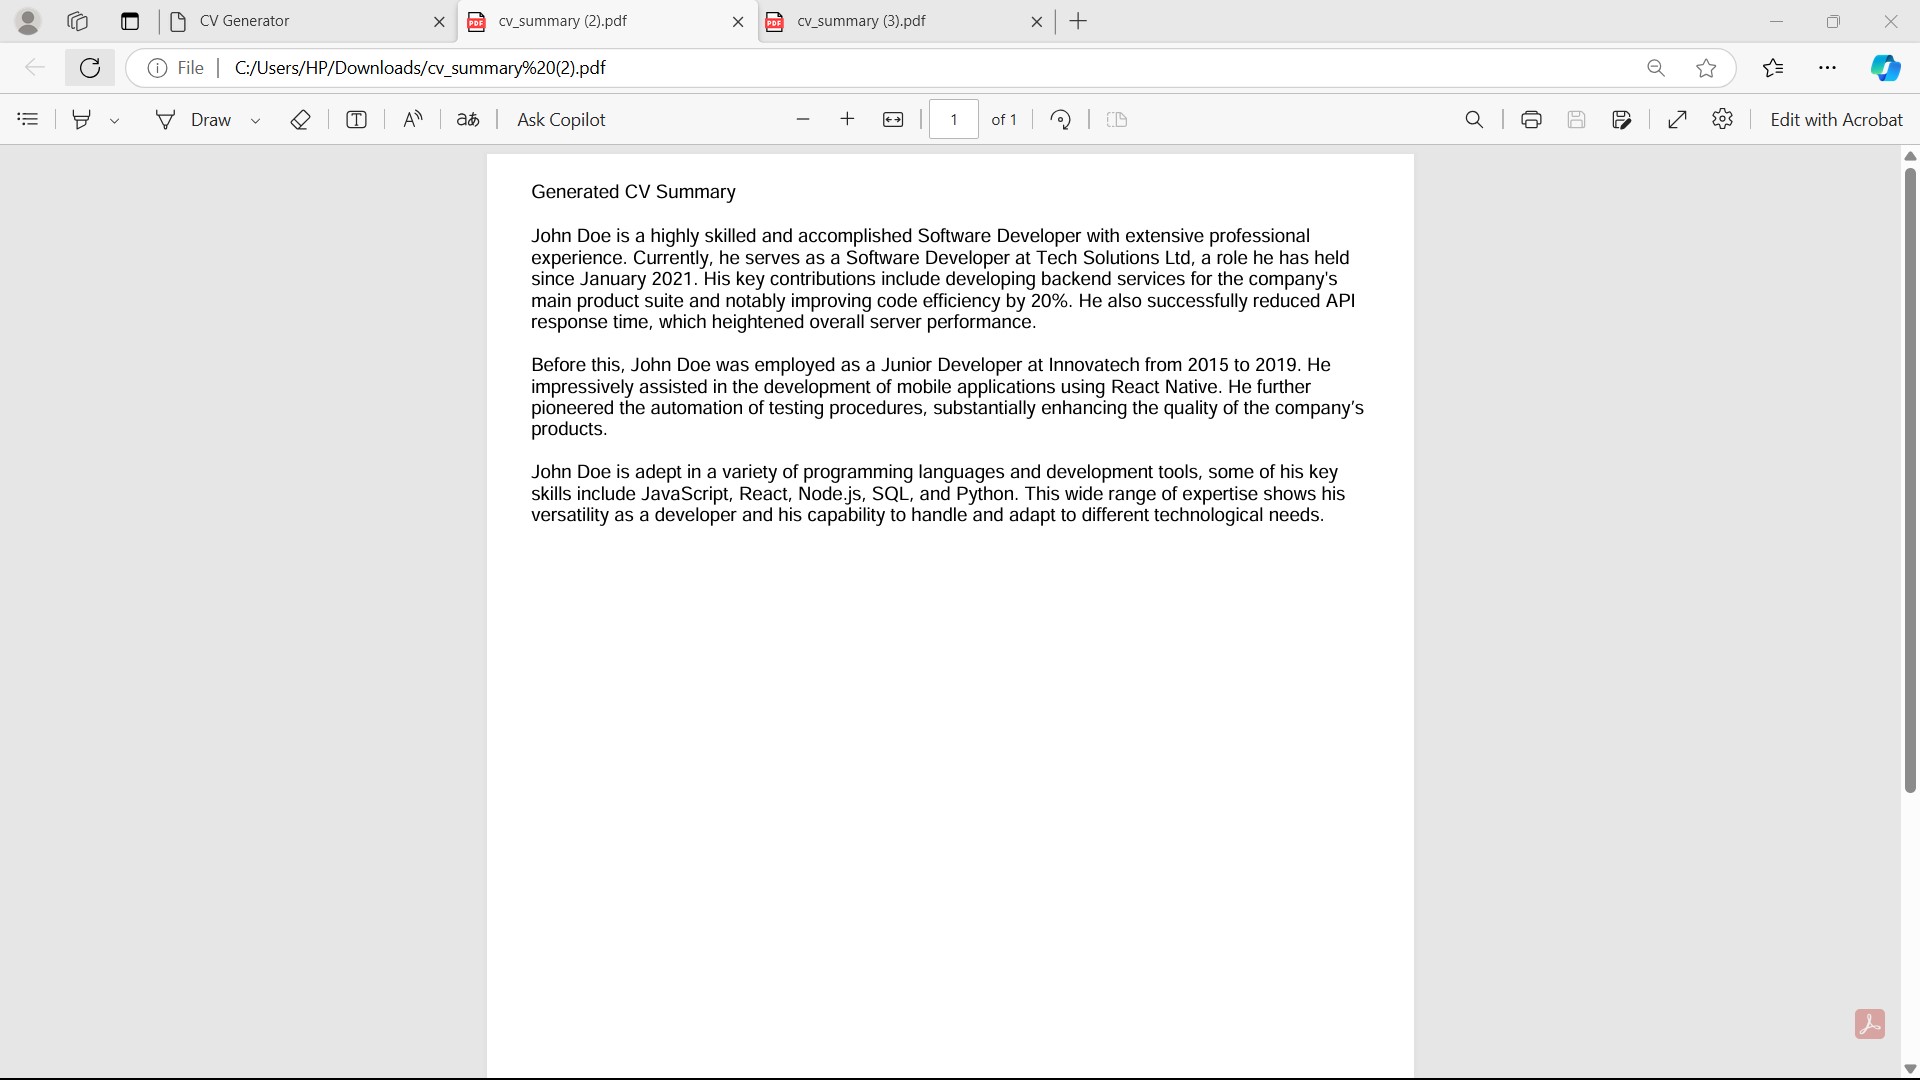 CV Generator
cv_summary (2).pdf
cv_summary (3).pdf
File
C:/Users/HP/Downloads/cv_summary%20(2).pdf
Draw
Ask Copilot
1
of 1
Edit with Acrobat
Generated CV Summary
John Doe is a highly skilled and accomplished Software Developer with extensive professional
experience. Currently, he serves as a Software Developer at Tech Solutions Ltd, a role he has held
since January 2021. His key contributions include developing backend services for the company's
main product suite and notably improving code efficiency by 20%. He also successfully reduced API
response time, which heightened overall server performance.
Before this, John Doe was employed as a Junior Developer at Innovatech from 2015 to 2019. He
impressively assisted in the development of mobile applications using React Native. He further
pioneered the automation of testing procedures, substantially enhancing the quality of the company's
products.
John Doe is adept in a variety of programming languages and development tools, some of his key
skills include JavaScript, React, Node.js, SQL, and Python. This wide range of expertise shows his
versatility as a developer and his capability to handle and adapt to different technological needs.